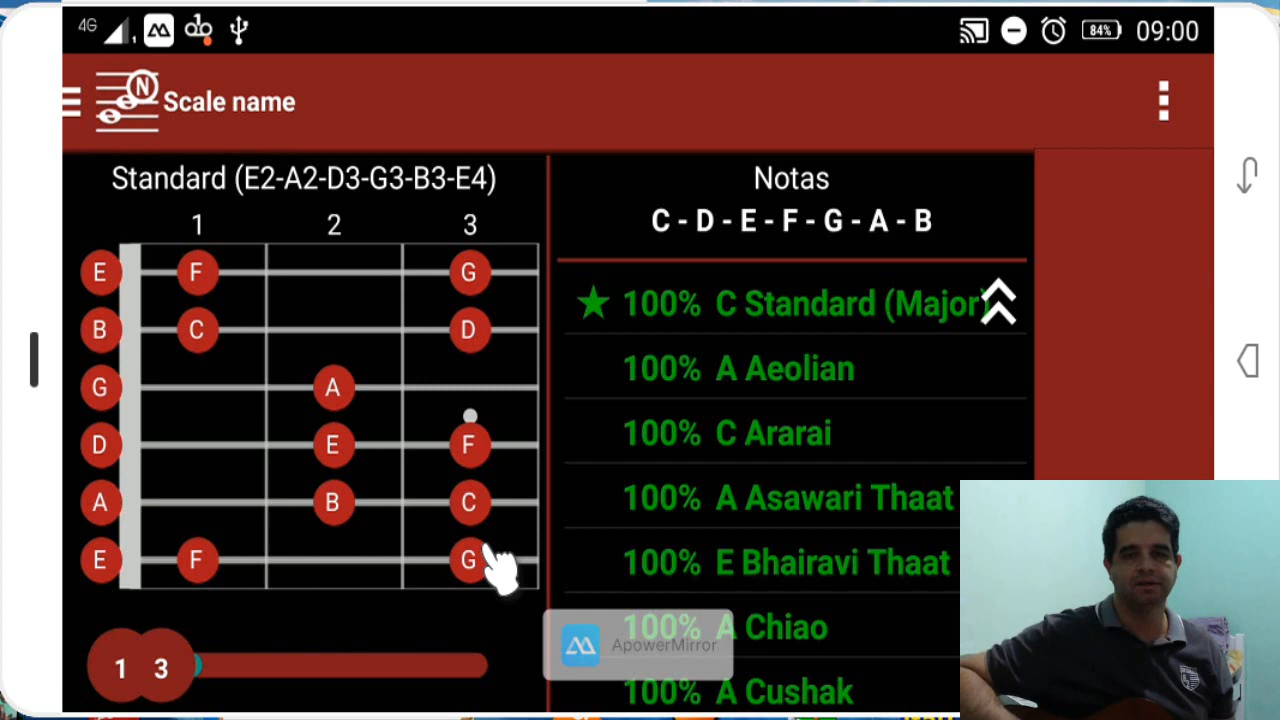 4G 1 84% 09:00
N Scale name
Standard (E2-A2-D3-G3-B3-E4)
1 2 3
E F G
B C D
G A
D E F
A B C
E F G
1 3
Notas
C - D - E - F - G - A - B
100% C Standard (Major)
100% A Aeolian
100% C Ararai
100% A Asawari Thaat
100% E Bhairavi Thaat
100% A Chiao
100% A Cushak
ApowerMirror